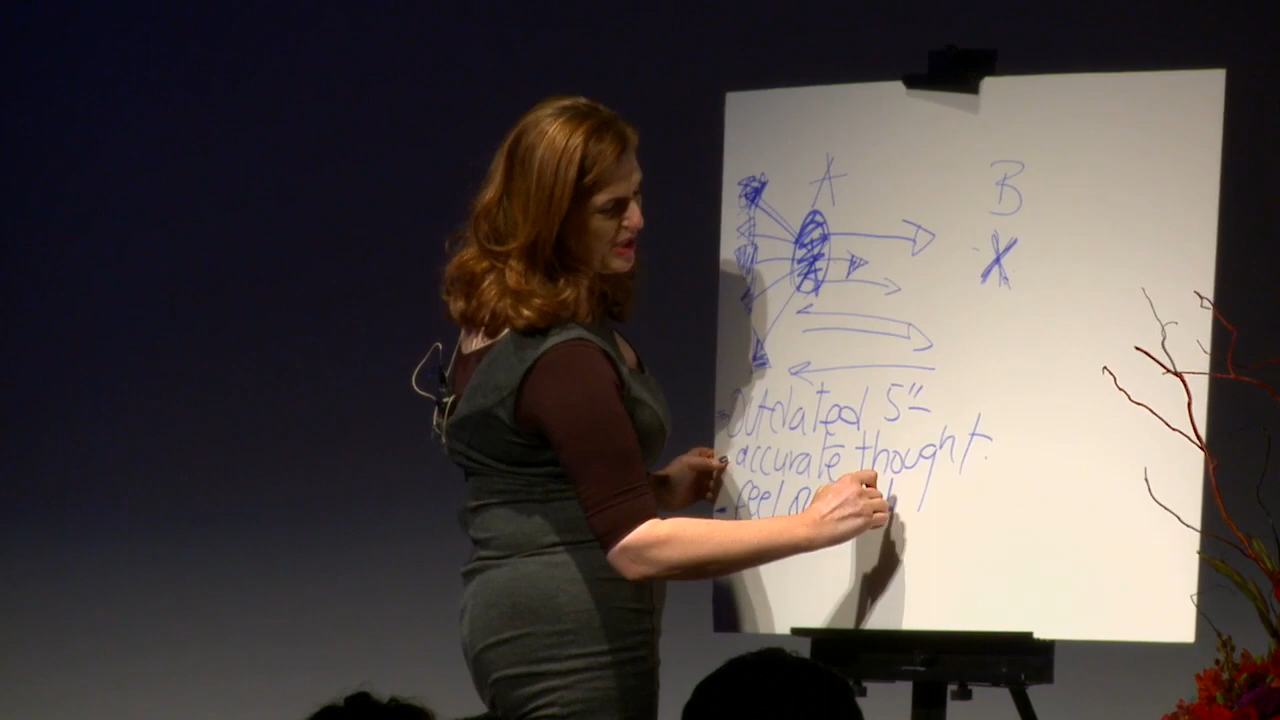 A B
X
- Outdated 5"-
accurate thought.
- feel